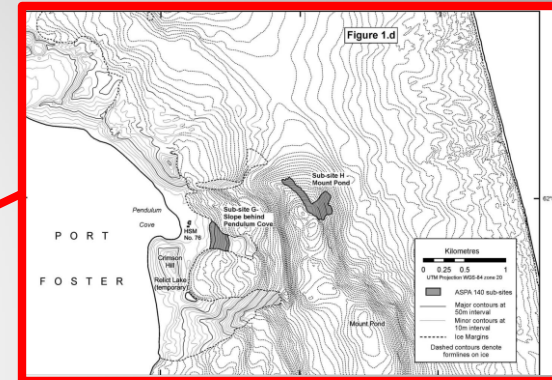 Figure 1.d
Sub-site H -
Mount Pond
62°
Pendulum
Cove
Sub-site G-
Slope behind
Pendulum Cove
HSM
No. 76
PORT
FOSTER
Crimson
Hill
Relict Lake
(temporary)
Mount Pond
Kilometres
0 0.25 0.5 1
UTM Projection WGS-84 zone 20
ASPA 140 sub-sites
Major contours at
50m interval
Minor contours at
10m interval
Ice Margins
Dashed contours denote
formlines on ice